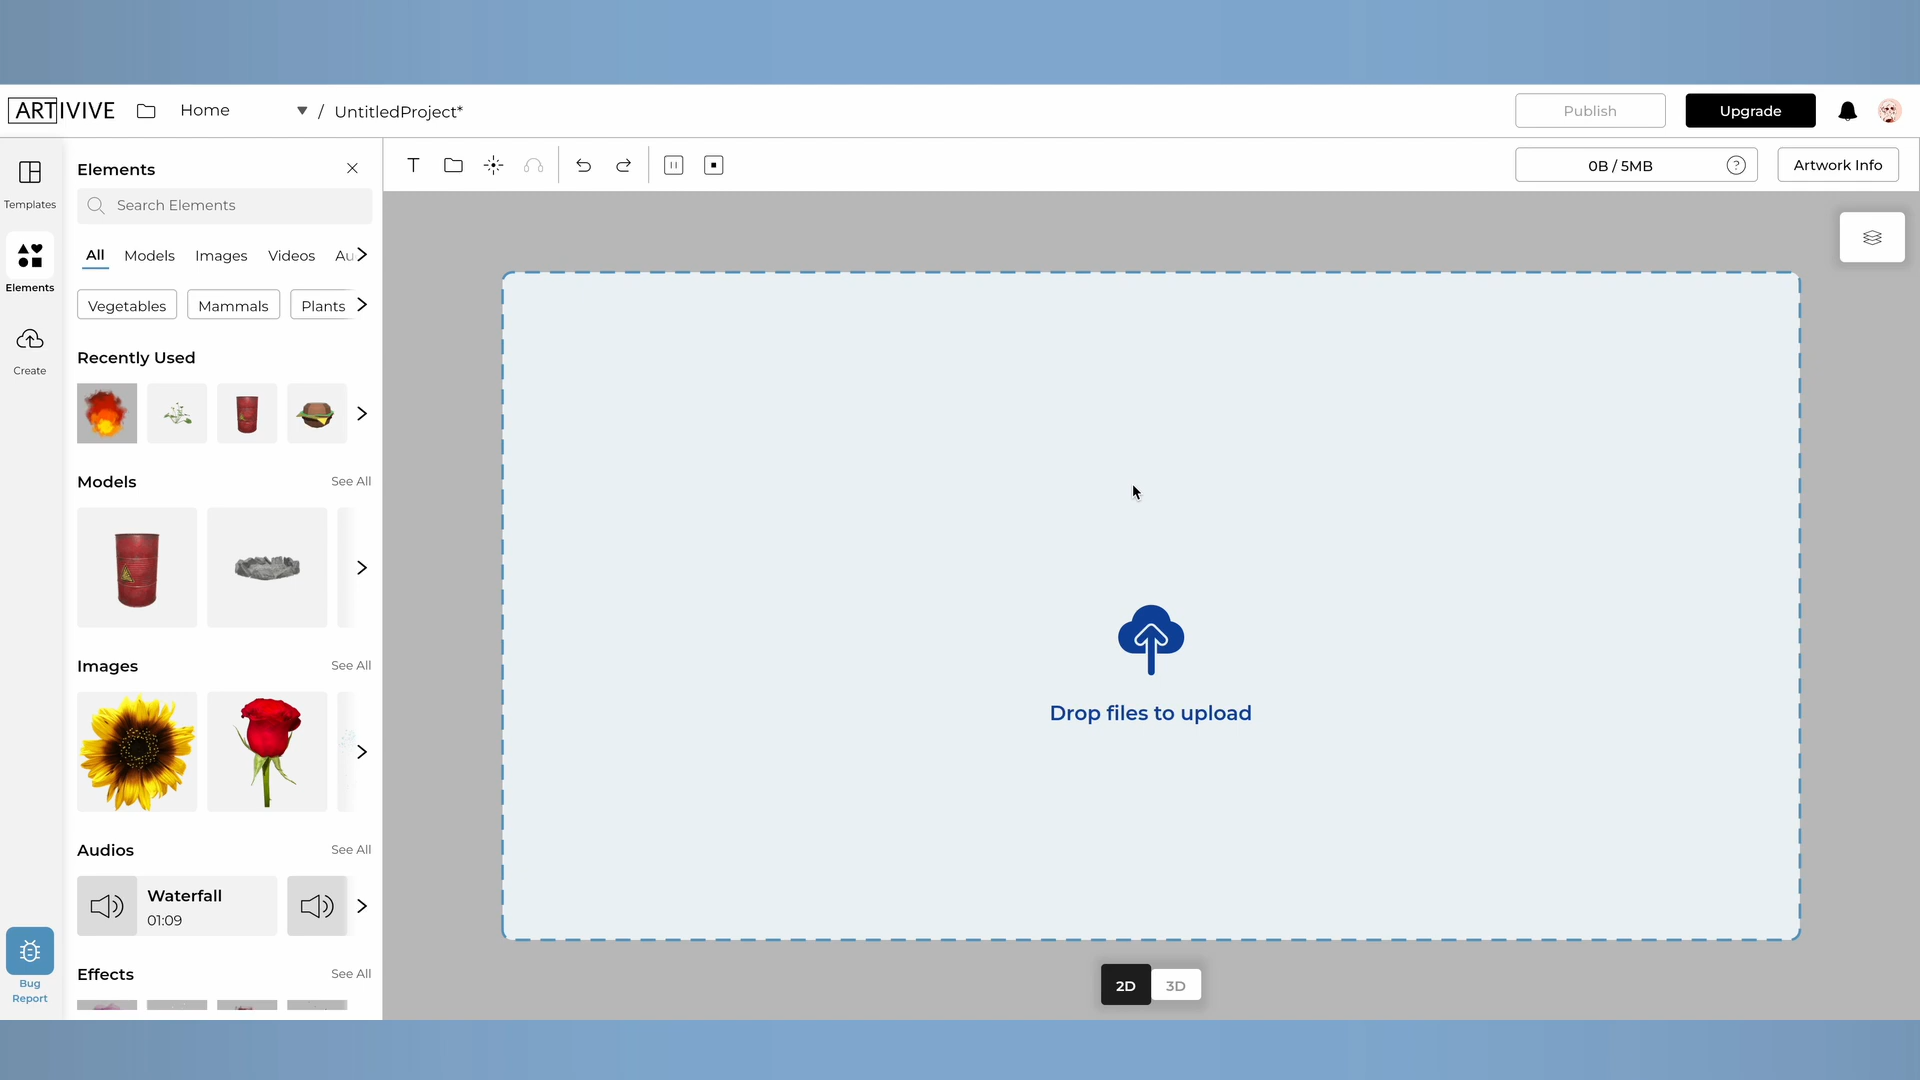 ARTIVIVE
Home
/ UntitledProject*
Publish
Upgrade
Templates
Elements
Create
Bug
Report
Elements
Search Elements
All Models Images Videos Au
Vegetables Mammals Plants
Recently Used
Models See All
Images See All
Audios See All
Waterfall
01:09
Effects See All
T
0B / 5MB ?
Artwork Info
Drop files to upload
2D 3D